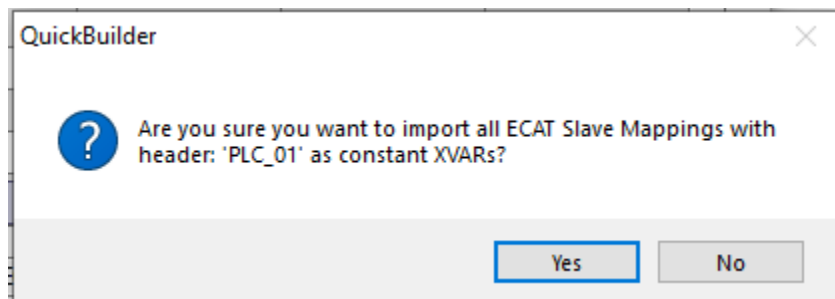 QuickBuilder
Are you sure you want to import all ECAT Slave Mappings with
header: 'PLC_01' as constant XVARs?
Yes
No